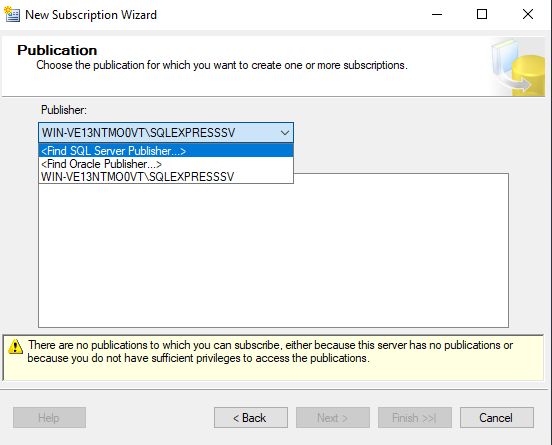 New Subscription Wizard
Publication
Choose the publication for which you want to create one or more subscriptions.
Publisher:
WIN-VE13NTMO0VT\SQLEXPRESSSV
<Find SQL Server Publisher...>
<Find Oracle Publisher...>
WIN-VE13NTMO0VT\SQLEXPRESSSV
There are no publications to which you can subscribe, either because this server has no publications or
because you do not have sufficient privileges to access the publications.
Help
< Back
Next >
Finish >>|
Cancel